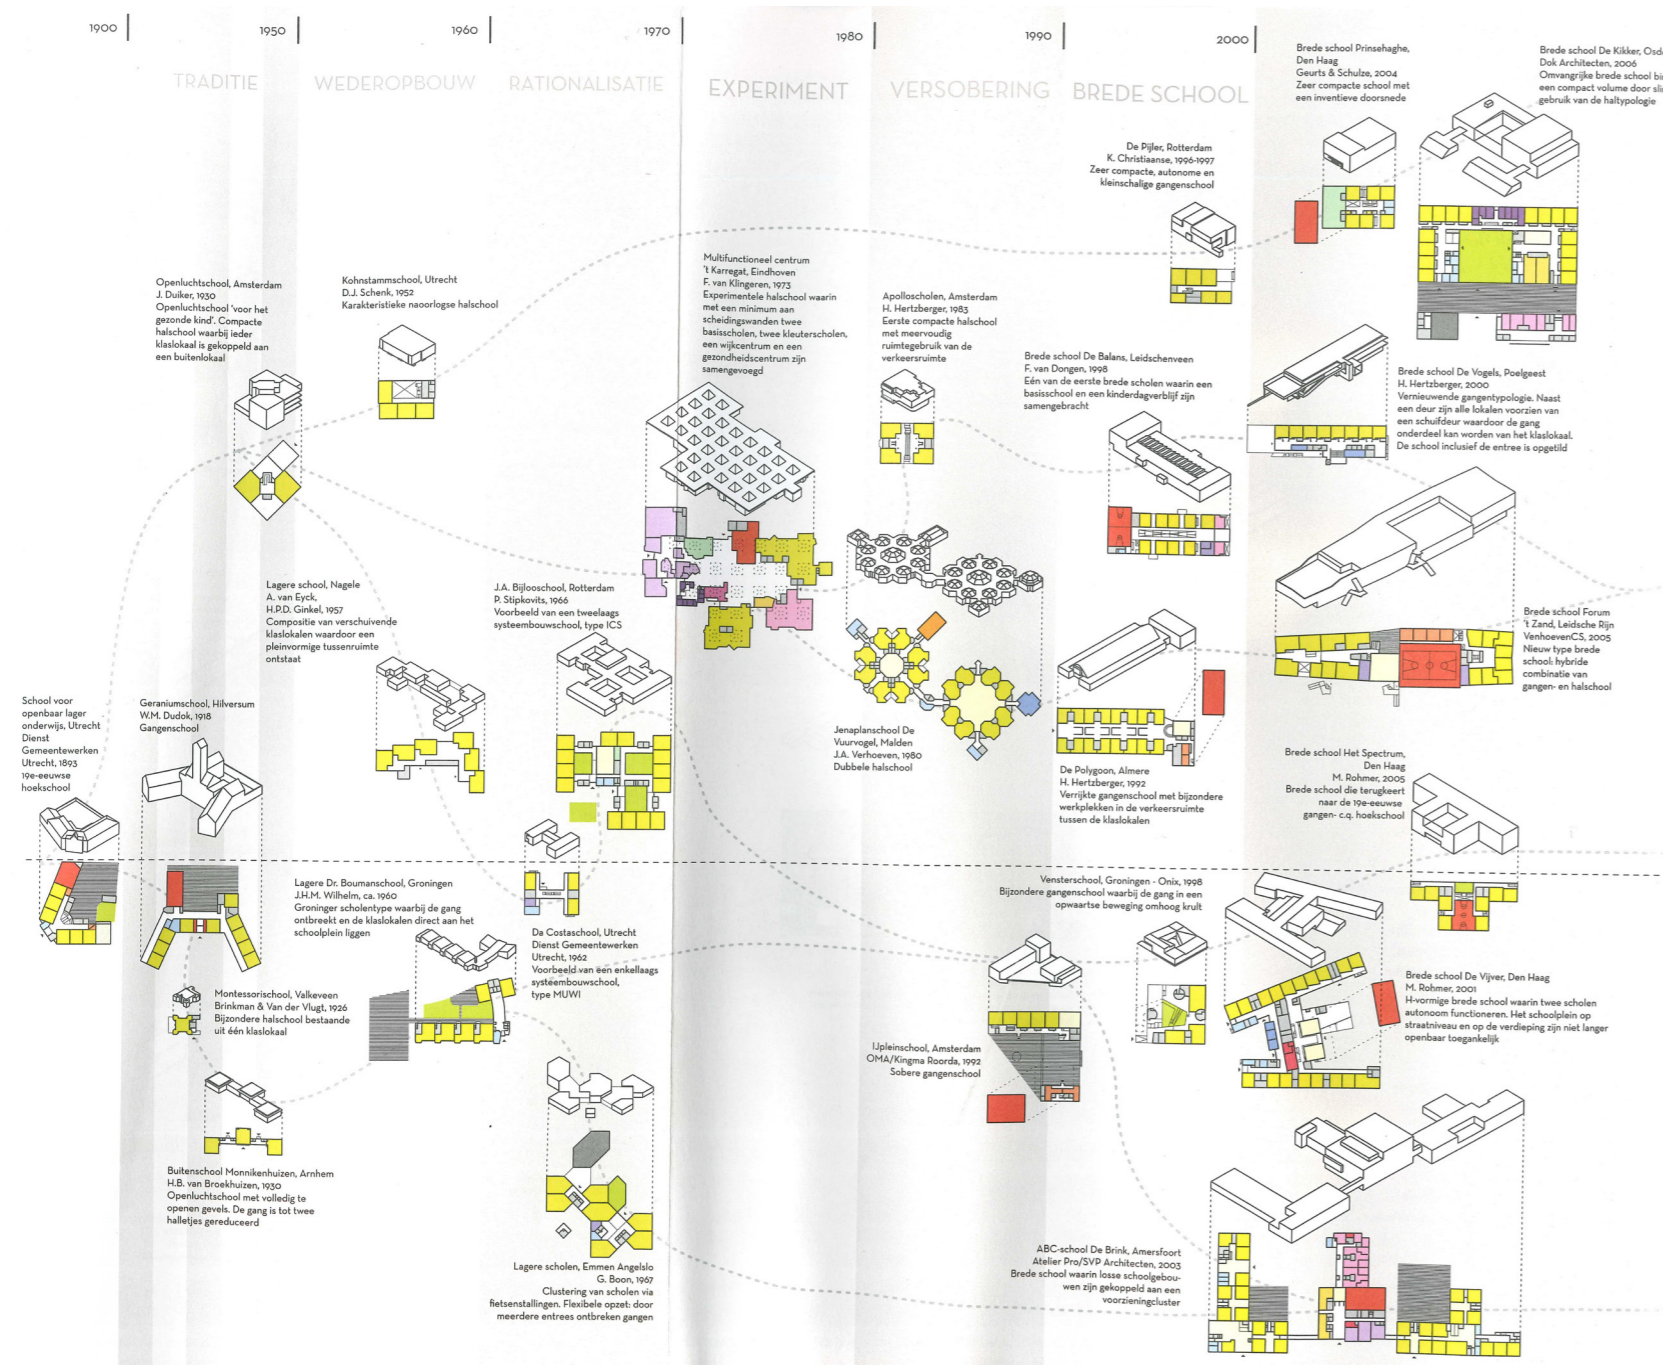 1900
1950
1960
1970
1980
1990
2000
TRADITIE
WEDEROPBOUW
RATIONALISATIE
EXPERIMENT
VERSOBERING
BREDE SCHOOL
Brede school Prinsehaghe,
Den Haag
Geurts & Schulze, 2004
Zeer compacte school met
een inventieve doorsnede
Brede school De Kikker, Osd
Dok Architecten, 2006
Omvangrijke brede school bi
een compact volume door sli
gebruik van de haltypologie
De Pijler, Rotterdam
K. Christiaanse, 1996-1997
Zeer compacte, autonome en
kleinschalige gangenschool
Openluchtschool, Amsterdam
J. Duiker, 1930
Openluchtschool 'voor het
gezonde kind'. Compacte
halschool waarbij ieder
klaslokaal is gekoppeld aan
een buitenlokaal
Kohnstammschool, Utrecht
D.J. Schenk, 1952
Karakteristieke naoorlogse halschool
Multifunctioneel centrum
't Karregat, Eindhoven
F. van Klingeren, 1973
Experimentele halschool waarin
met een minimum aan
scheidingswanden twee
basisscholen, twee kleuterscholen,
een wijkcentrum en een
gezondheidscentrum zijn
samengevoegd
Apolloscholen, Amsterdam
H. Hertzberger, 1983
Eerste compacte halschool
met meervoudig
ruimtegebruik van de
verkeersruimte
Brede school De Balans, Leidschenveen
F. van Dongen, 1998
Eén van de eerste brede scholen waarin een
basisschool en een kinderdagverblijf zijn
samengebracht
Brede school De Vogels, Poelgeest
H. Hertzberger, 2000
Vernieuwende gangentypologie. Naast
een deur zijn alle lokalen voorzien van
een schuifdeur waardoor de gang
onderdeel kan worden van het klaslokaal.
De school inclusief de entree is opgetild
Lagere school, Nagele
A. van Eyck,
H.P.D. Ginkel, 1957
Compositie van verschuivende
klaslokalen waardoor een
pleinvormige tussenruimte
ontstaat
J.A. Bijlooschool, Rotterdam
P. Stipkovits, 1966
Voorbeeld van een tweelaags
systeembouwschool, type ICS
Brede school Forum
't Zand, Leidsche Rijn
VenhoevenCS, 2005
Nieuw type brede
school: hybride
combinatie van
gangen- en halschool
School voor
openbaar lager
onderwijs, Utrecht
Dienst
Gemeentewerken
Utrecht, 1893
19e-eeuwse
hoekschool
Geraniumschool, Hilversum
W.M. Dudok, 1918
Gangenschool
Jenaplanschool De
Vuurvogel, Malden
J.A. Verhoeven, 1980
Dubbele halschool
De Polygoon, Almere
H. Hertzberger, 1992
Verrijkte gangenschool met bijzondere
werkplekken in de verkeersruimte
tussen de klaslokalen
Brede school Het Spectrum,
Den Haag
M. Rohmer, 2005
Brede school die terugkeert
naar de 19e-eeuwse
gangen- c.q. hoekschool
Lagere Dr. Boumanschool, Groningen
J.H.M. Wilhelm, ca. 1960
Groninger scholentype waarbij de gang
ontbreekt en de klaslokalen direct aan het
schoolplein liggen
Da Costaschool, Utrecht
Dienst Gemeentewerken
Utrecht, 1962
Voorbeeld van een enkellaags
systeembouwschool,
type MUWI
Vensterschool, Groningen - Onix, 1998
Bijzondere gangenschool waarbij de gang in een
opwaartse beweging omhoog krult
Montessorischool, Valkeveen
Brinkman & Van der Vlugt, 1926
Bijzondere halschool bestaande
uit één klaslokaal
IJpleinschool, Amsterdam
OMA/Kingma Roorda, 1992
Sobere gangenschool
Brede school De Vijver, Den Haag
M. Rohmer, 2001
H-vormige brede school waarin twee scholen
autonoom functioneren. Het schoolplein op
straatniveau en op de verdieping zijn niet langer
openbaar toegankelijk
Buitenschool Monnikenhuizen, Arnhem
H.B. van Broekhuizen, 1930
Openluchtschool met volledig te
openen gevels. De gang is tot twee
halletjes gereduceerd
Lagere scholen, Emmen Angelslo
G. Boon, 1967
Clustering van scholen via
fietsenstallingen. Flexibele opzet: door
meerdere entrees ontbreken gangen
ABC-school De Brink, Amersfoort
Atelier Pro/SVP Architecten, 2003
Brede school waarin losse schoolgebou-
wen zijn gekoppeld aan een
voorzieningcluster